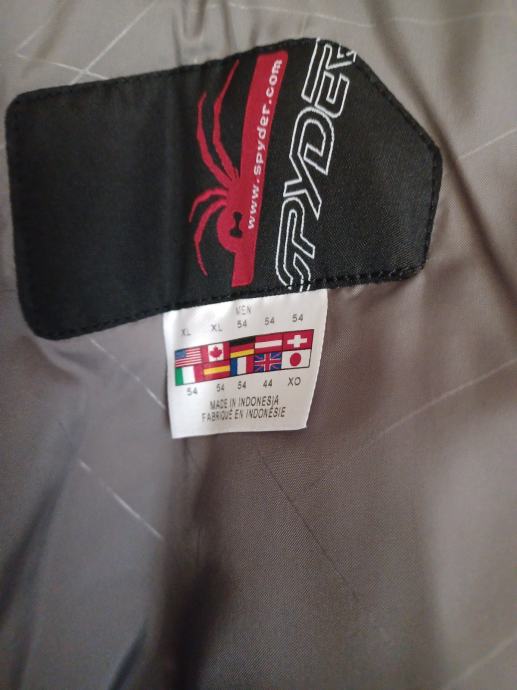 www.spyder.com
SPYDER
MEN
XL XL 54 54 54
54 54 54 44 XO
MADE IN INDONESIA
FABRIQUÉ EN INDONÉSIE